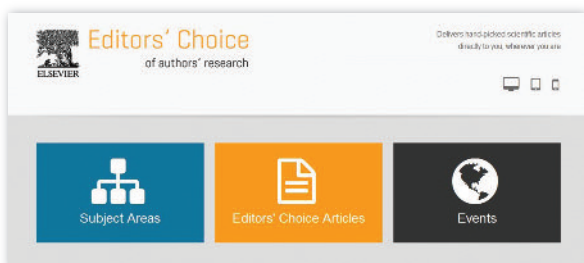 Editors' Choice
of authors' research
ELSEVIER
Delivers hand-picked scientific articles
directly to you, wherever you are
Subject Areas
Editors' Choice Articles
Events